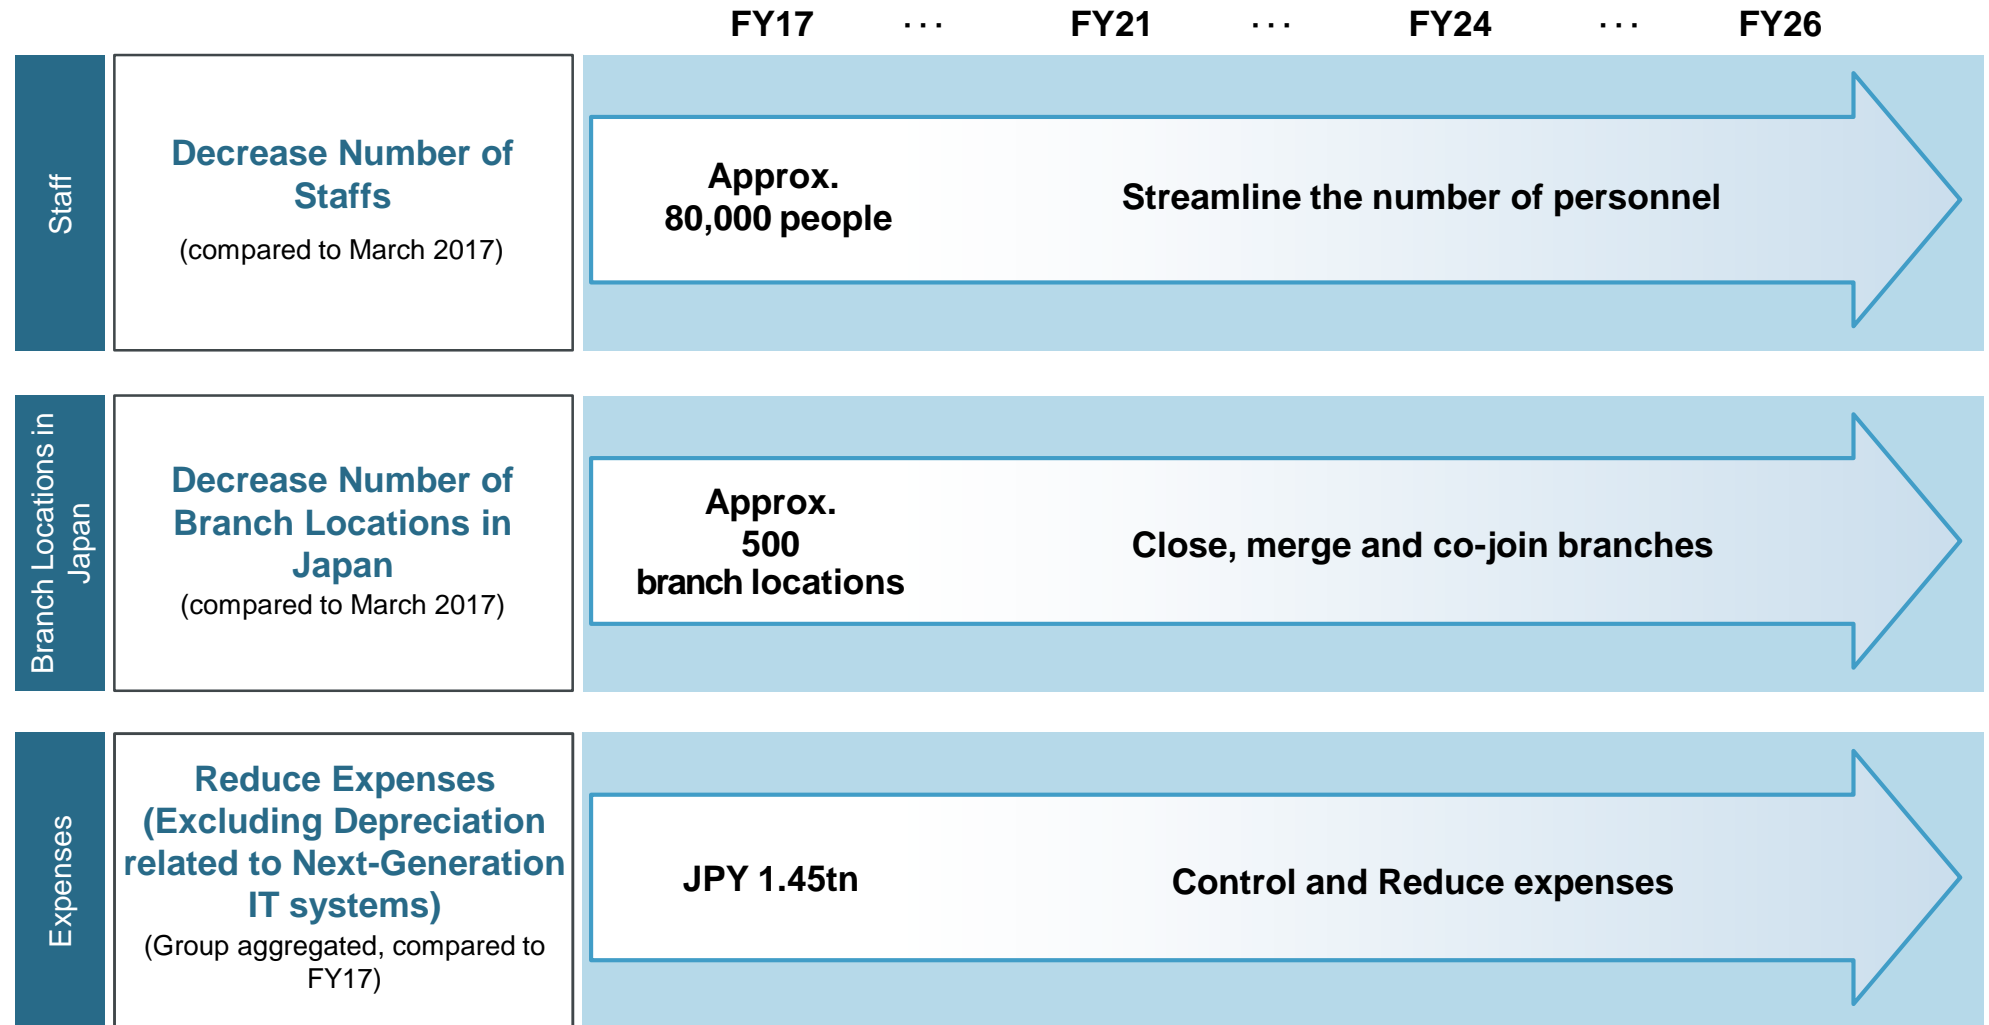 FY17 ... FY21 ... FY24 ... FY26
Staff
Decrease Number of
Staffs
(compared to March 2017)
Approx.
80,000 people
Streamline the number of personnel
Branch Locations in
Japan
Decrease Number of
Branch Locations in
Japan
(compared to March 2017)
Approx.
500
branch locations
Close, merge and co-join branches
Expenses
Reduce Expenses
(Excluding Depreciation
related to Next-Generation
IT systems)
(Group aggregated, compared to
FY17)
JPY 1.45tn
Control and Reduce expenses